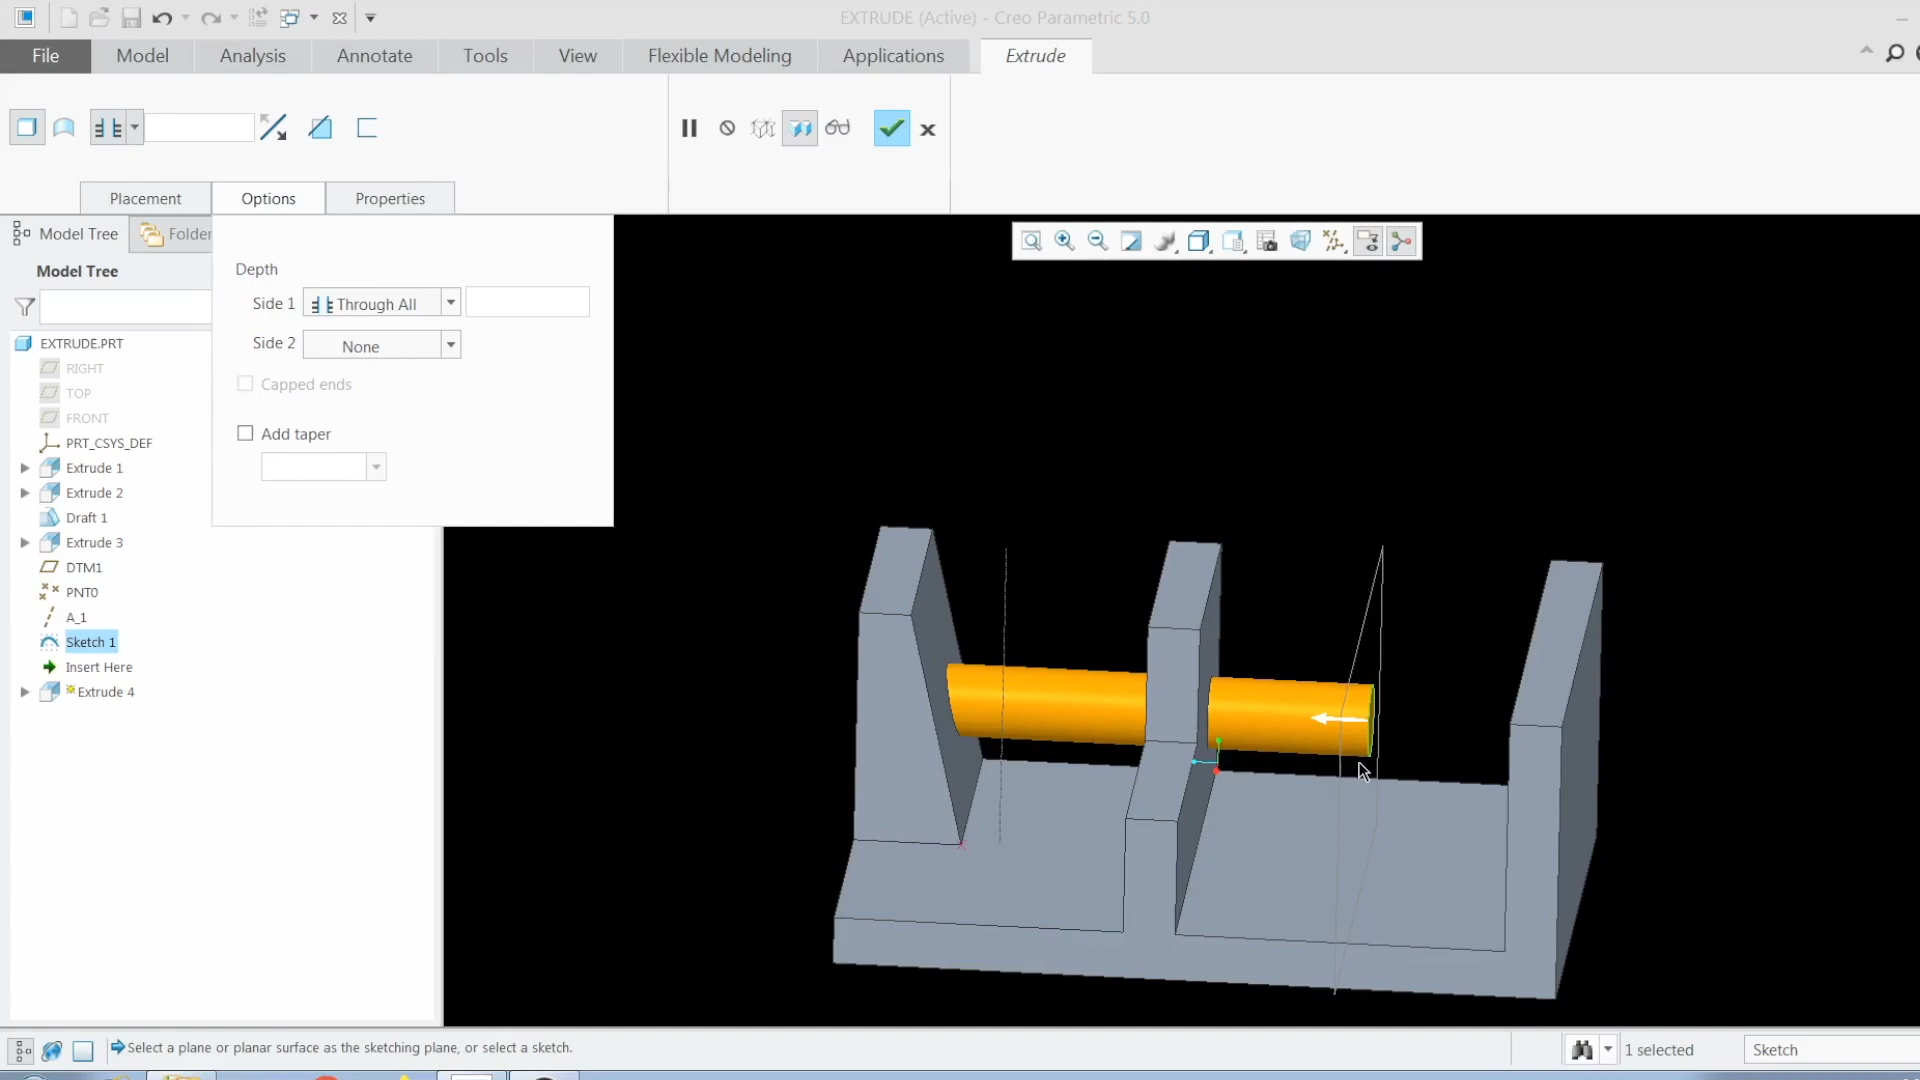 EXTRUDE (Active) - Creo Parametric 5.0
File Model Analysis Annotate Tools View Flexible Modeling Applications Extrude
Placement Options Properties
Model Tree Folder
Model Tree
Depth
Side 1 Through All
Side 2 None
Capped ends
Add taper
EXTRUDE.PRT
RIGHT
TOP
FRONT
PRT_CSYS_DEF
Extrude 1
Extrude 2
Draft 1
Extrude 3
DTM1
PNT0
A_1
Sketch 1
Insert Here
Extrude 4
Select a plane or planar surface as the sketching plane, or select a sketch.
1 selected
Sketch